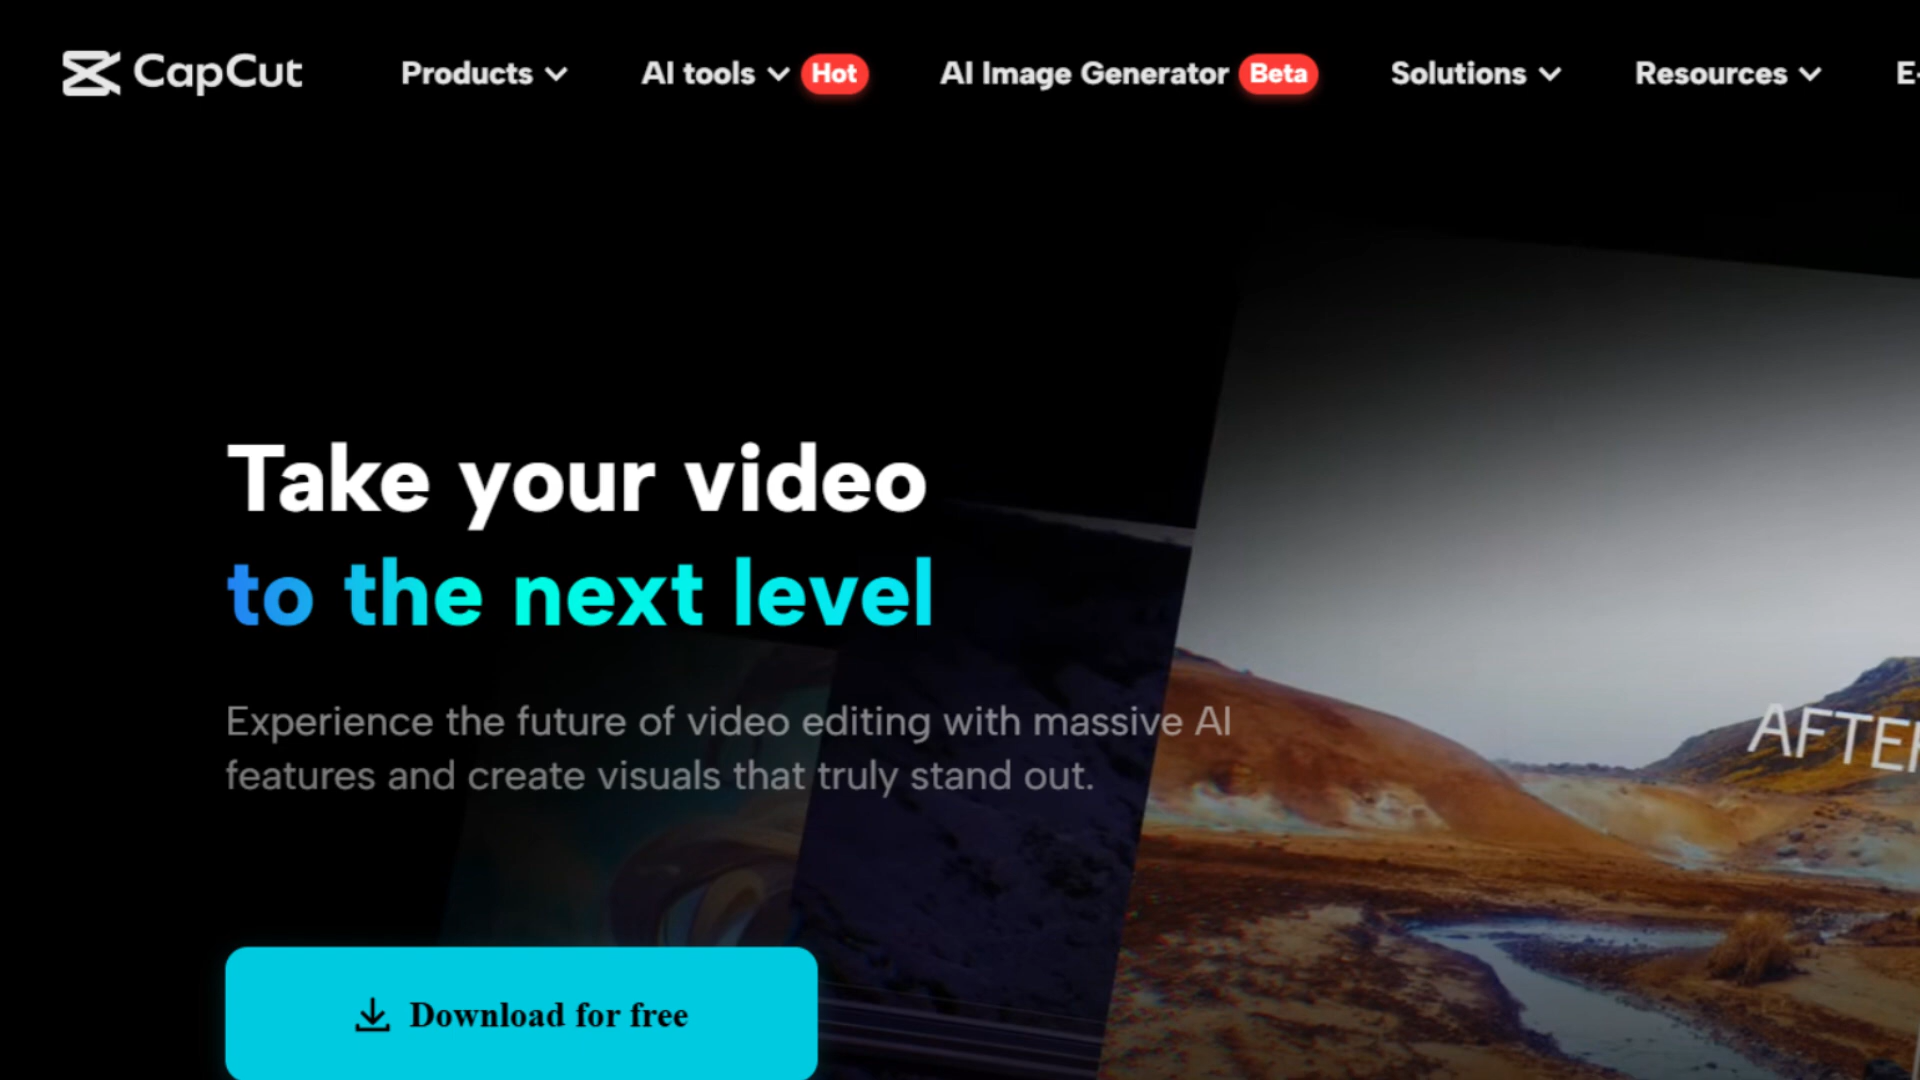 CapCut
Products
AI tools Hot
AI Image Generator Beta
Solutions
Resources
Take your video
to the next level
Experience the future of video editing with massive AI
features and create visuals that truly stand out.
AFTER
Download for free